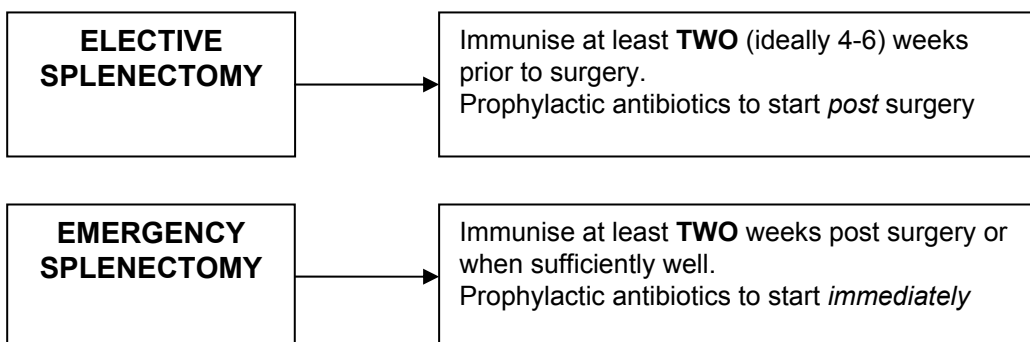 ELECTIVE
SPLENECTOMY
Immunise at least TWO (ideally 4-6) weeks
prior to surgery.
Prophylactic antibiotics to start post surgery
EMERGENCY
SPLENECTOMY
Immunise at least TWO weeks post surgery or
when sufficiently well.
Prophylactic antibiotics to start immediately